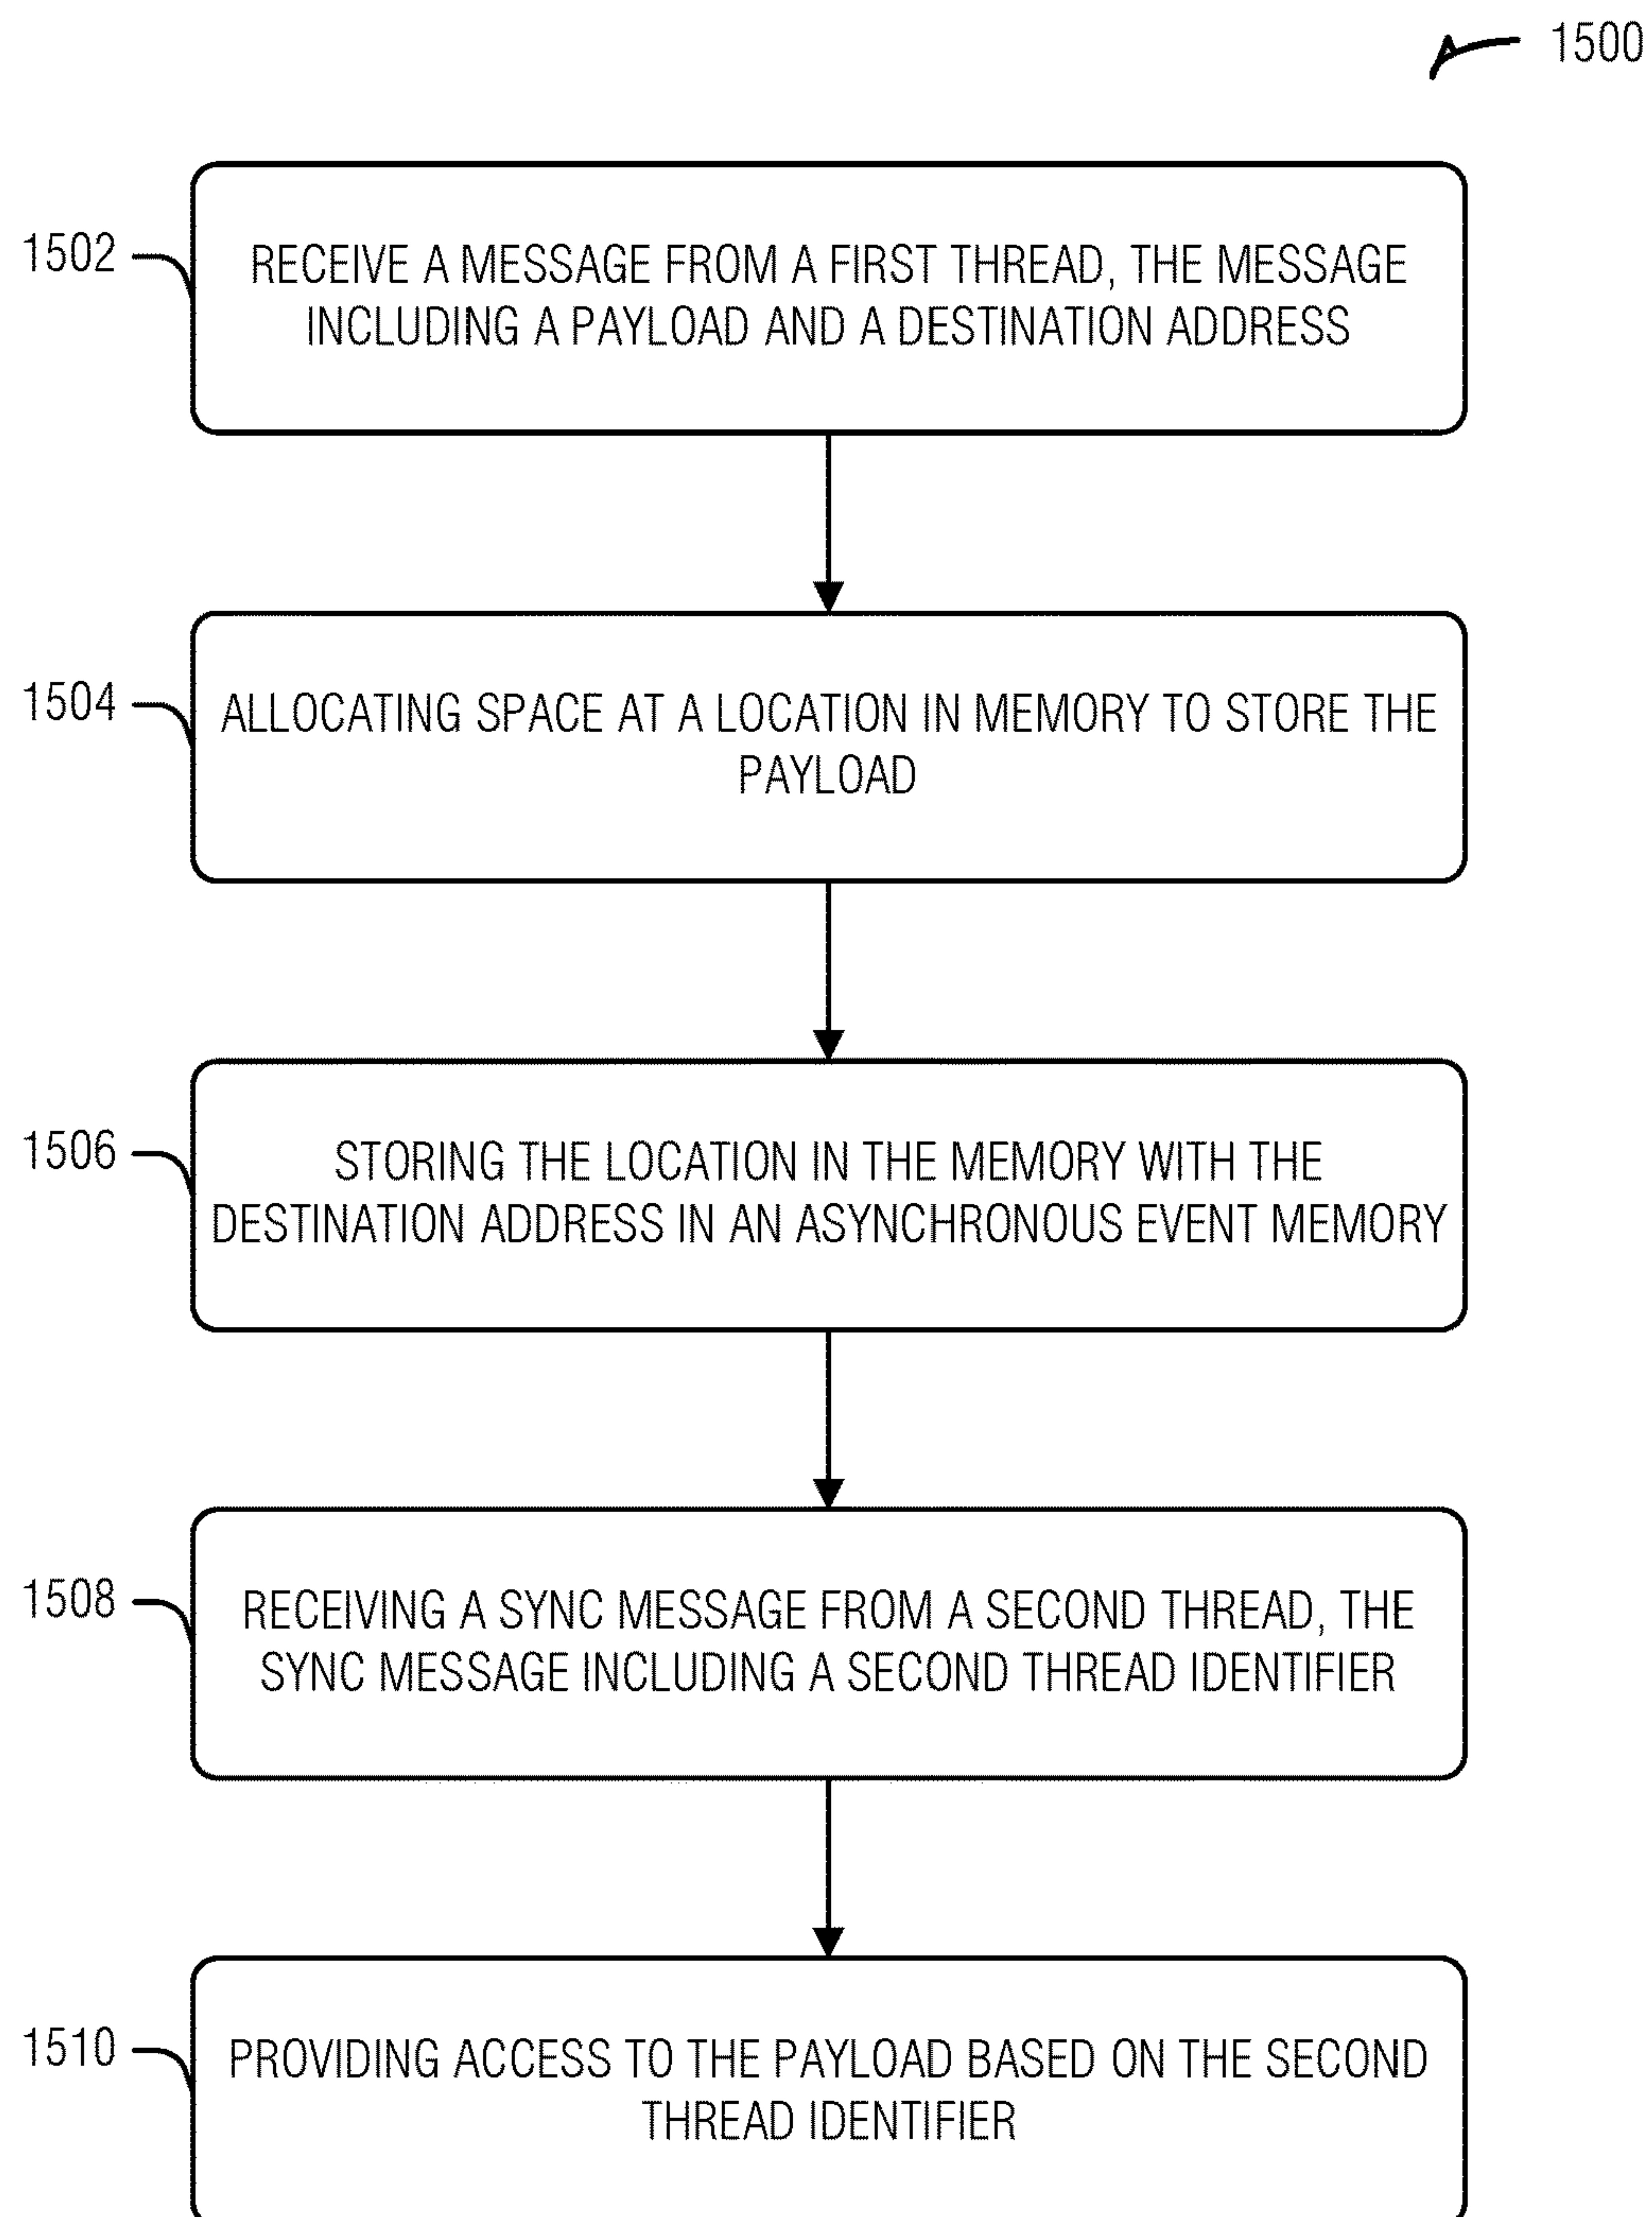 1500
1502
RECEIVE A MESSAGE FROM A FIRST THREAD, THE MESSAGE
INCLUDING A PAYLOAD AND A DESTINATION ADDRESS
1504
ALLOCATING SPACE AT A LOCATION IN MEMORY TO STORE THE
PAYLOAD
1506
STORING THE LOCATION IN THE MEMORY WITH THE
DESTINATION ADDRESS IN AN ASYNCHRONOUS EVENT MEMORY
1508
RECEIVING A SYNC MESSAGE FROM A SECOND THREAD, THE
SYNC MESSAGE INCLUDING A SECOND THREAD IDENTIFIER
1510
PROVIDING ACCESS TO THE PAYLOAD BASED ON THE SECOND
THREAD IDENTIFIER